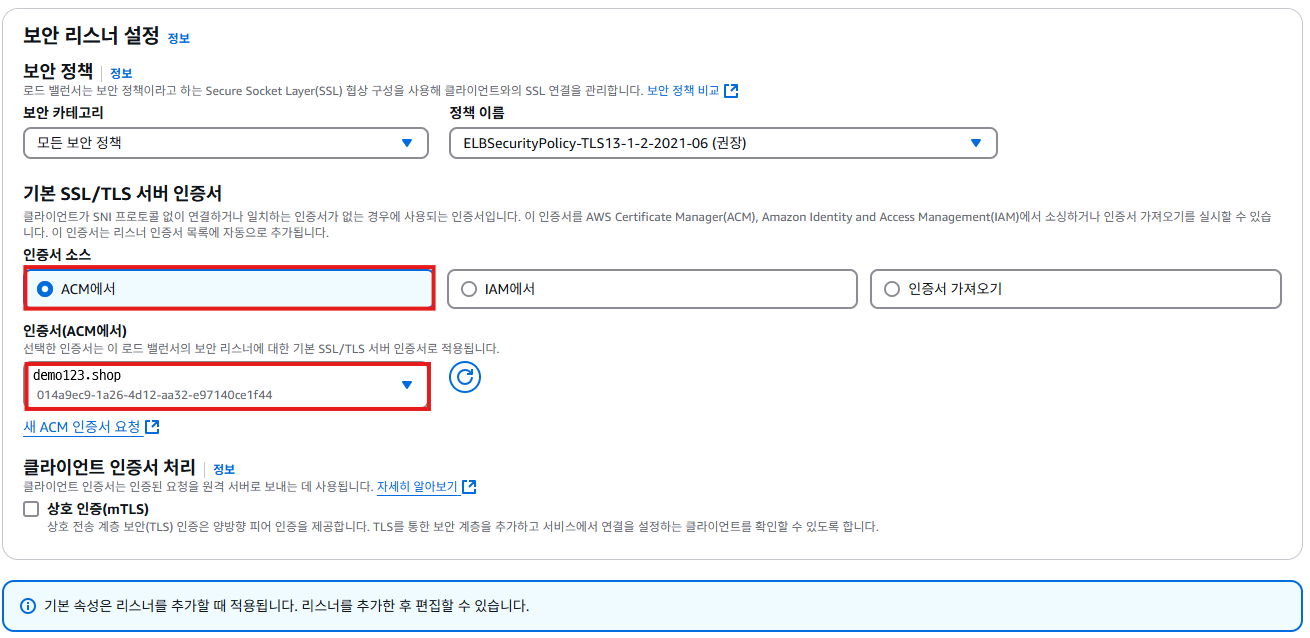 보안 리스너 설정 정보
보안 정책 정보
로드 밸런서는 보안 정책이라고 하는 Secure Socket Layer(SSL) 협상 구성을 사용해 클라이언트와의 SSL 연결을 관리합니다. 보안 정책 비교
보안 카테고리
정책 이름
모든 보안 정책
ELBSecurityPolicy-TLS13-1-2-2021-06 (권장)
기본 SSL/TLS 서버 인증서
클라이언트가 SNI 프로토콜 없이 연결하거나 일치하는 인증서가 없는 경우에 사용되는 인증서입니다. 이 인증서를 AWS Certificate Manager(ACM), Amazon Identity and Access Management(IAM)에서 소싱하거나 인증서 가져오기를 실시할 수 있습
니다. 이 인증서는 리스너 인증서 목록에 자동으로 추가됩니다.
인증서 소스
ACM에서
IAM에서
인증서 가져오기
인증서(ACM에서)
선택한 인증서는 이 로드 밸런서의 보안 리스너에 대한 기본 SSL/TLS 서버 인증서로 적용됩니다.
demo123.shop
014a9ec9-1a26-4d12-aa32-e97140ce1f44
새 ACM 인증서 요청
클라이언트 인증서 처리 정보
클라이언트 인증서는 인증된 요청을 원격 서버로 보내는 데 사용됩니다. 자세히 알아보기
상호 인증(mTLS)
상호 전송 계층 보안(TLS) 인증은 양방향 피어 인증을 제공합니다. TLS를 통한 보안 계층을 추가하고 서비스에서 연결을 설정하는 클라이언트를 확인할 수 있도록 합니다.
기본 속성은 리스너를 추가할 때 적용됩니다. 리스너를 추가한 후 편집할 수 있습니다.